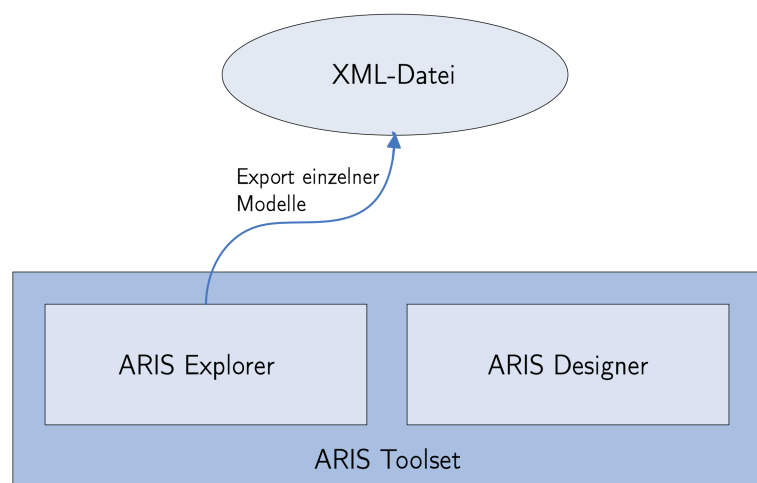 XML-Datei
Export einzelner
Modelle
ARIS Explorer
ARIS Designer
ARIS Toolset